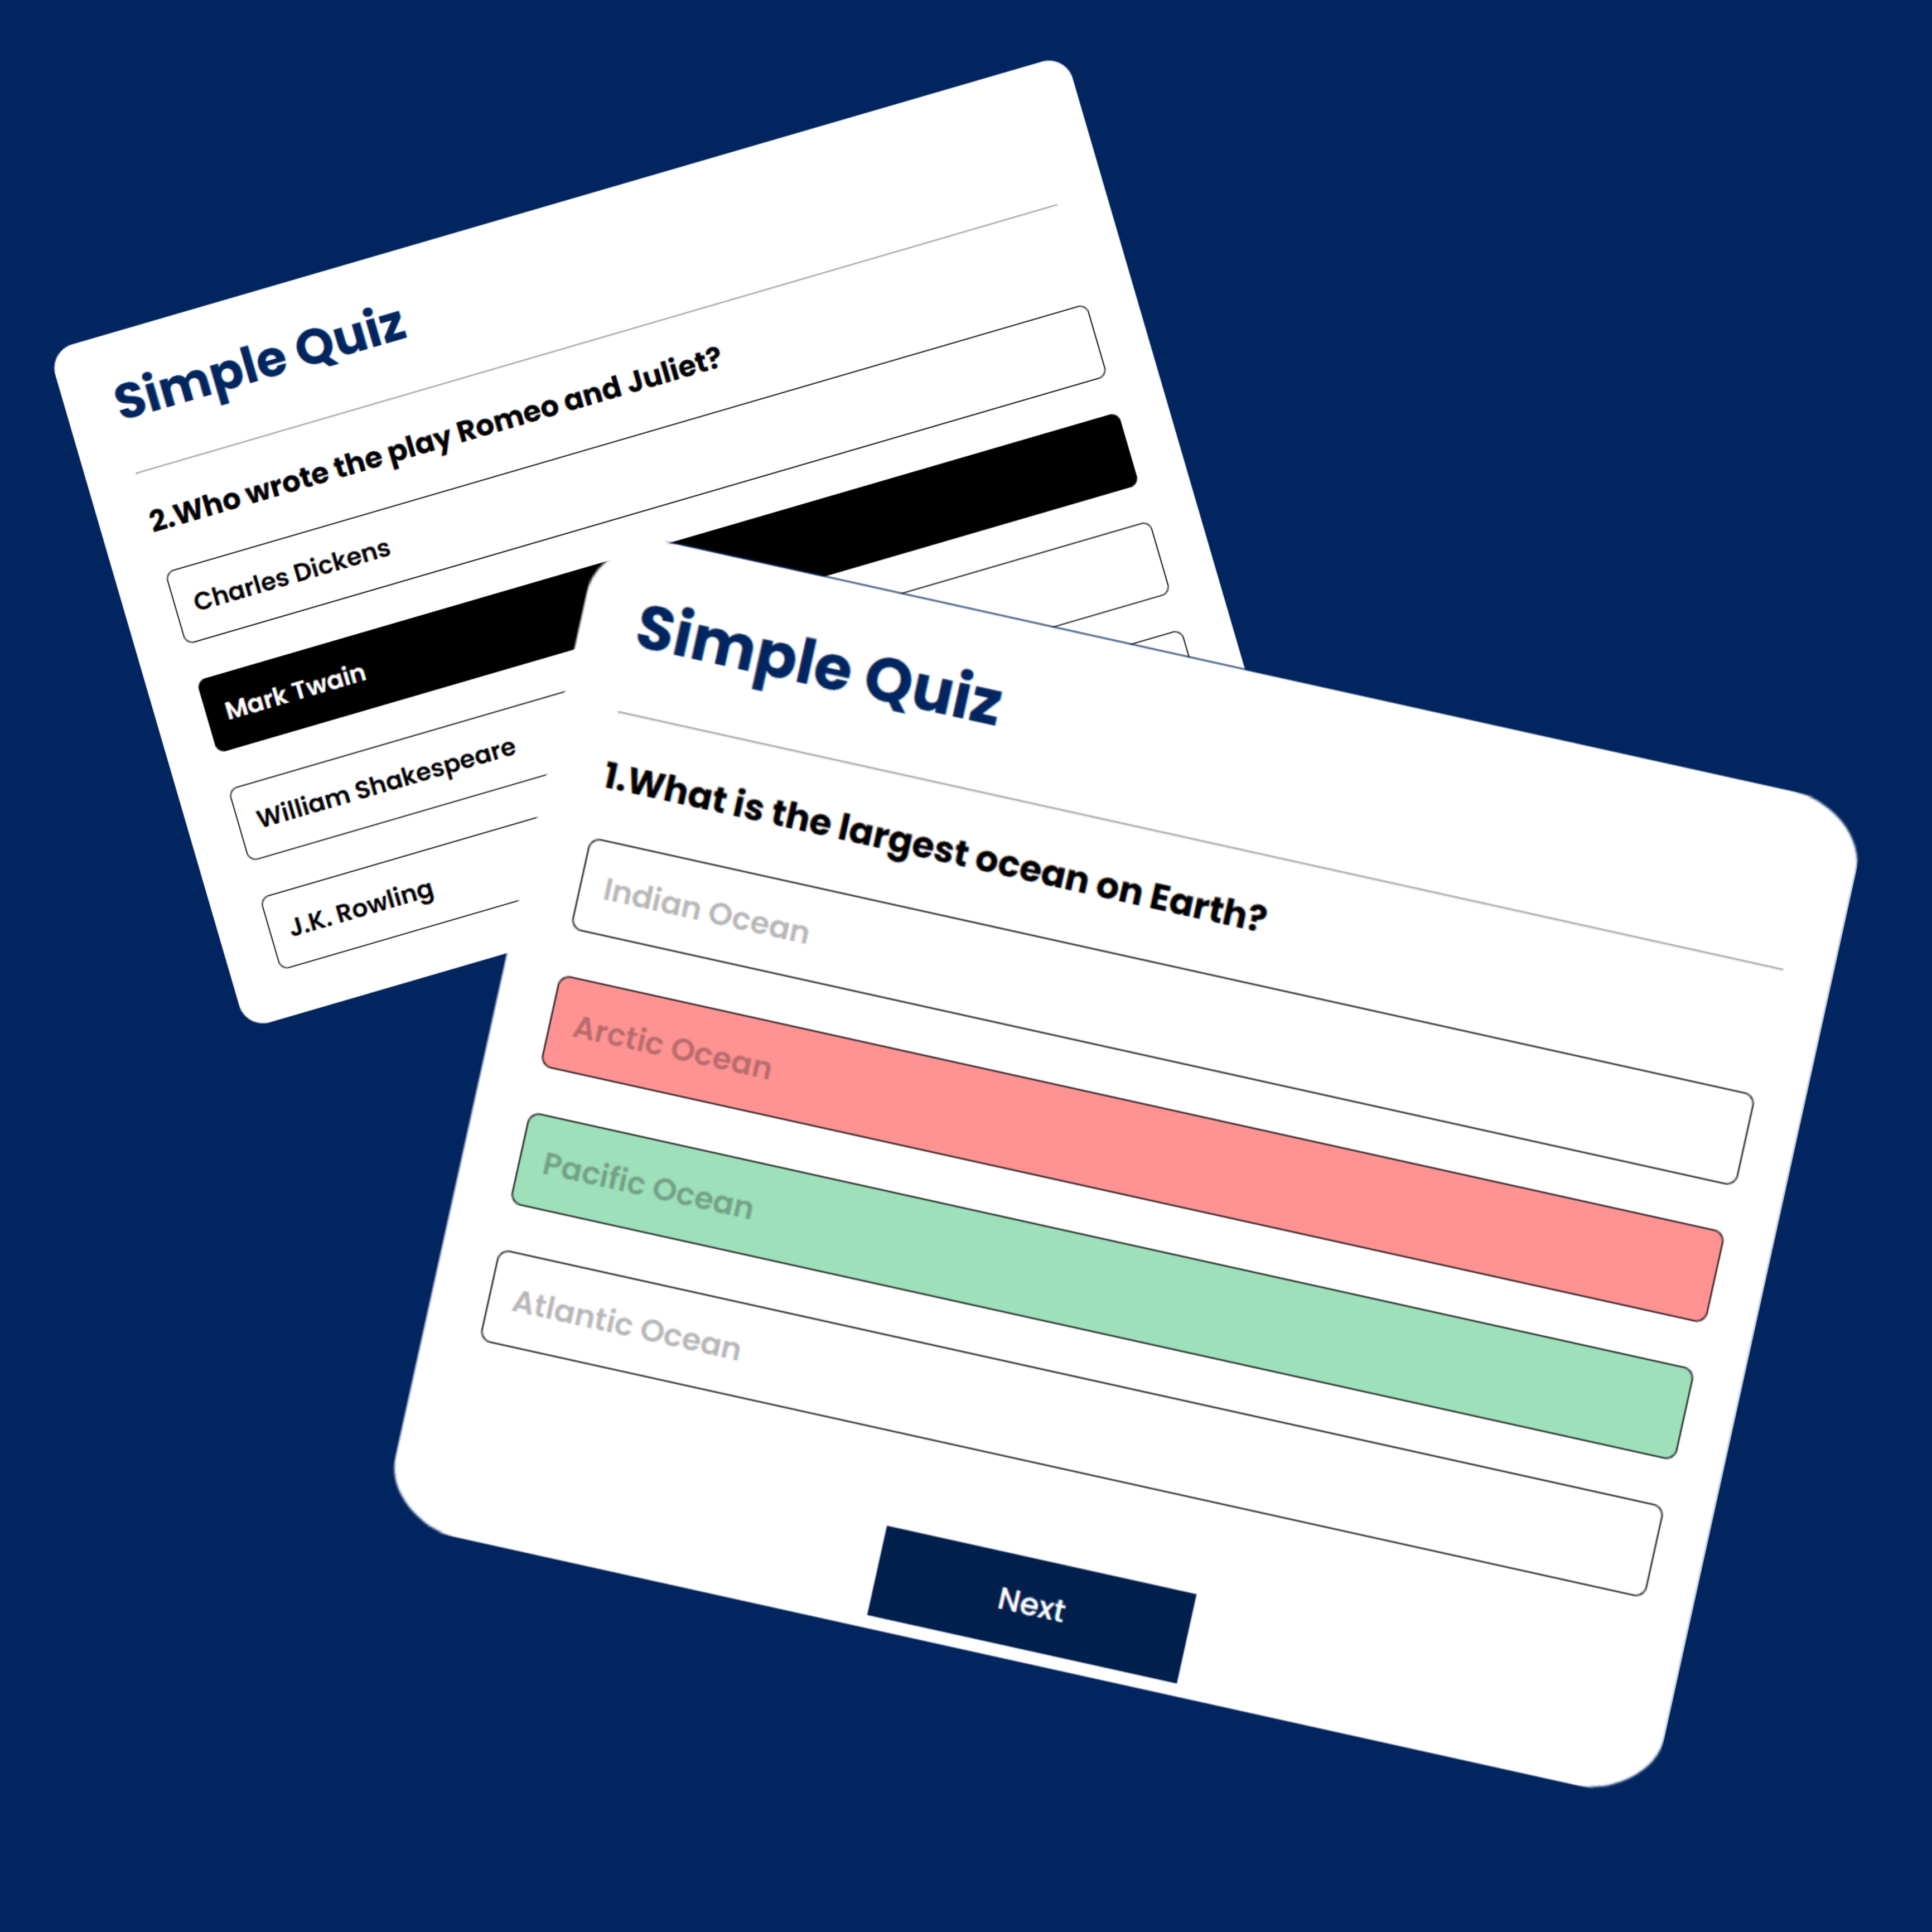 Simple Quiz
2.Who wrote the play Romeo and Juliet?
Charles Dickens
Mark Twain
William Shakespeare
J.K. Rowling
Simple Quiz
1.What is the largest ocean on Earth?
Indian Ocean
Arctic Ocean
Pacific Ocean
Atlantic Ocean
Next